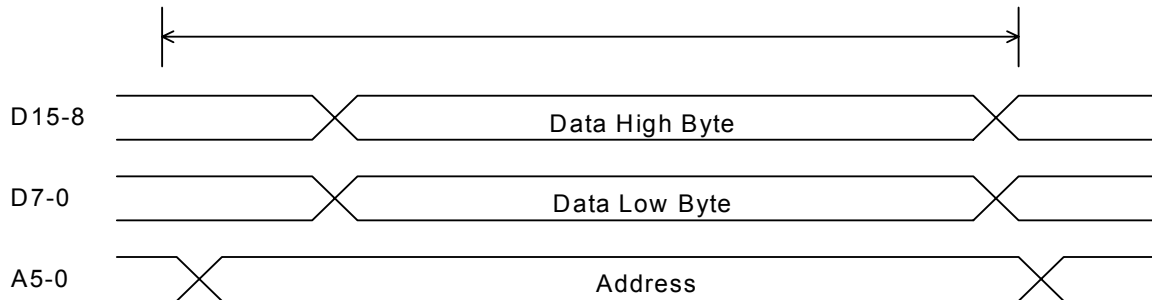 D15-8 Data High Byte
D7-0 Data Low Byte
A5-0 Address